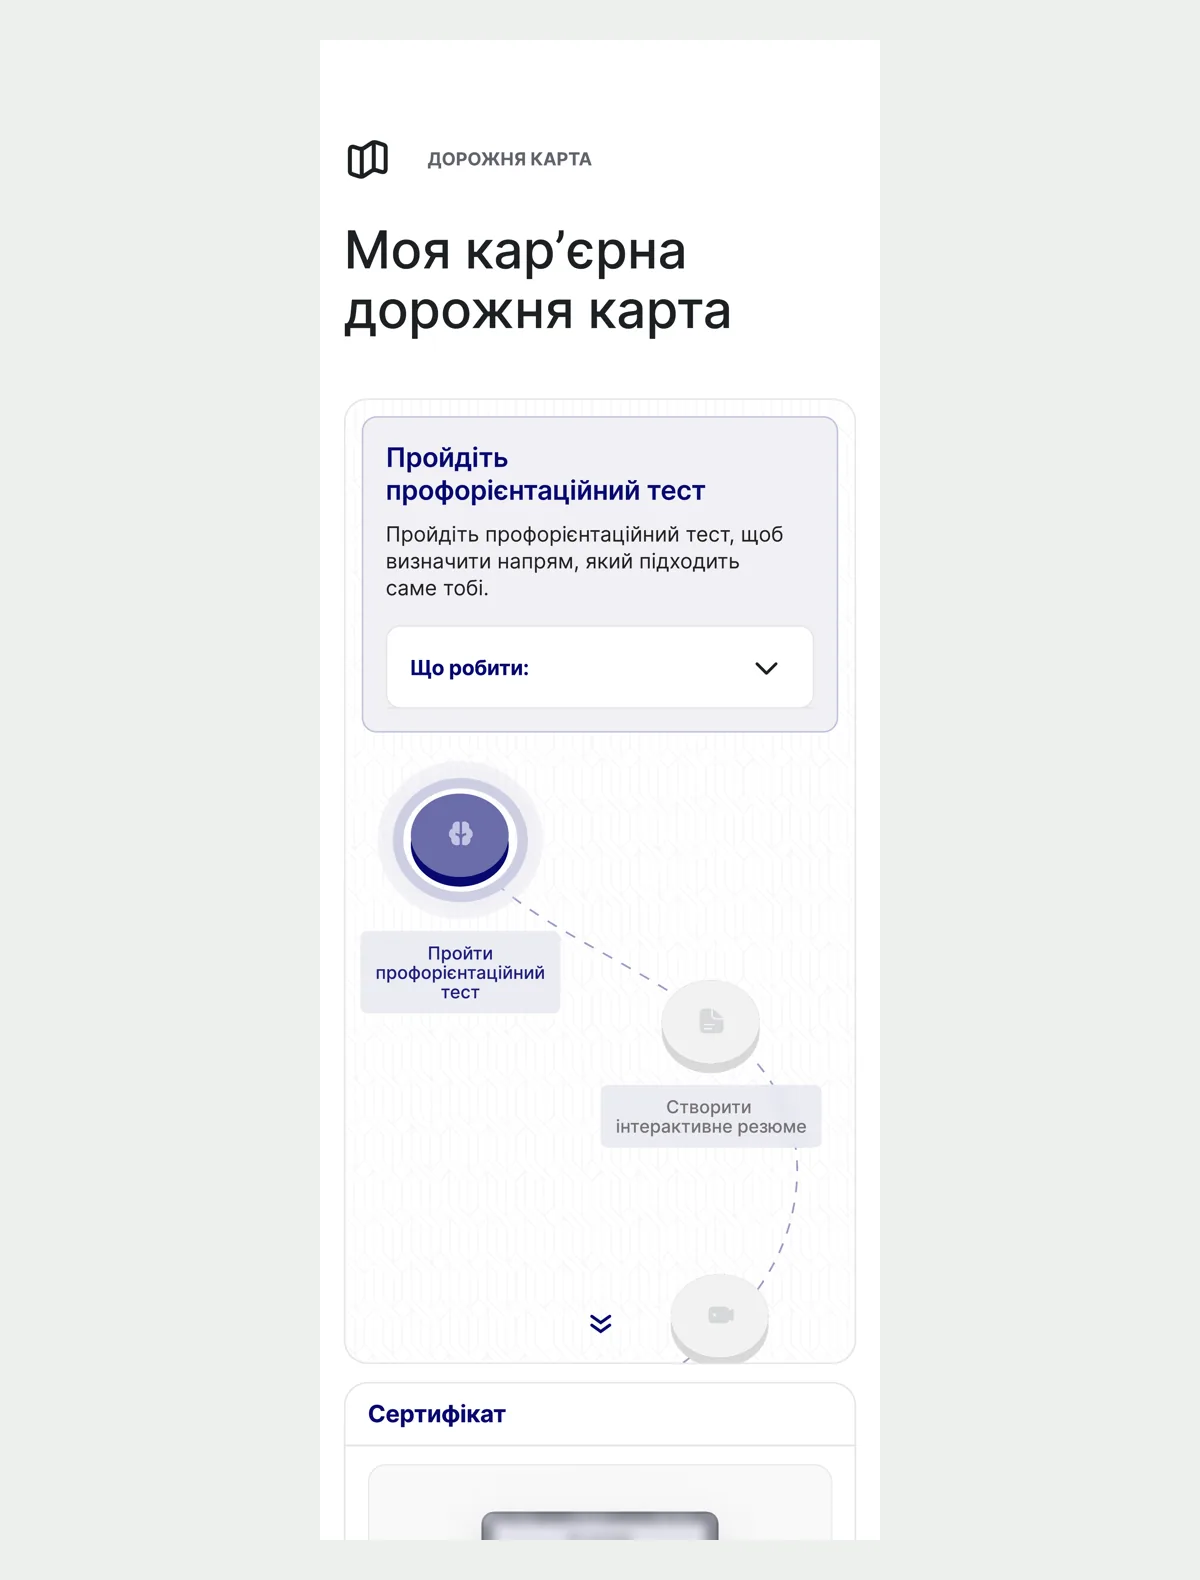 ДОРОЖНЯ КАРТА
Моя кар’єрна
дорожня карта
Пройдіть
профорієнтаційний тест
Пройдіть профорієнтаційний тест, щоб
визначити напрям, який підходить
саме тобі.
Що робити:
Пройти
профорієнтаційний
тест
Створити
інтерактивне резюме
Сертифікат